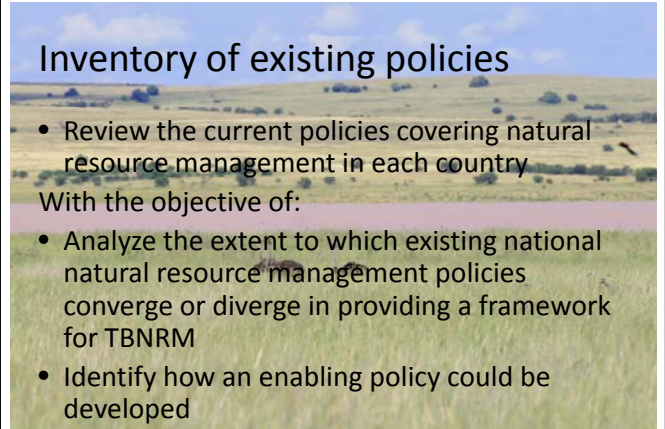 Inventory of existing policies
• Review the current policies covering natural
resource management in each country
With the objective of:
• Analyze the extent to which existing national
natural resource management policies
converge or diverge in providing a framework
for TBNRM
• Identify how an enabling policy could be
developed